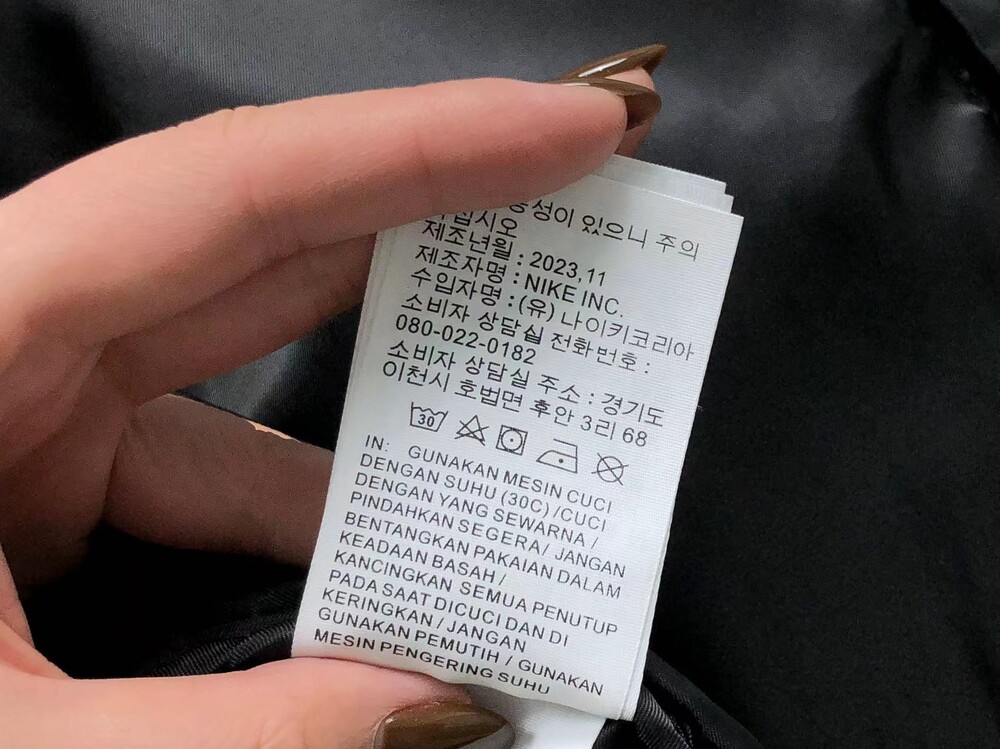 성이 있으니 주의
십시오
제조년월 : 2023,11
제조자명 : NIKE INC.
수입자명 : (유) 나이키코리아
소비자 상담실 전화번호 :
080-022-0182
소비자 상담실 주소 : 경기도
이천시 호법면 후안 3리 68
30
IN: GUNAKAN MESIN CUCI
DENGAN SUHU (30C) /CUCI
DENGAN YANG SEWARNA /
PINDAHKAN SEGERA/ JANGAN
BENTANGKAN PAKAIAN DALAM
KEADAAN BASAH /
KANCINGKAN SEMUA PENUTUP
PADA SAAT DICUCI DAN DI
KERINGKAN / JANGAN
GUNAKAN PEMUTIH / GUNAKAN
MESIN PENGERING SUHU